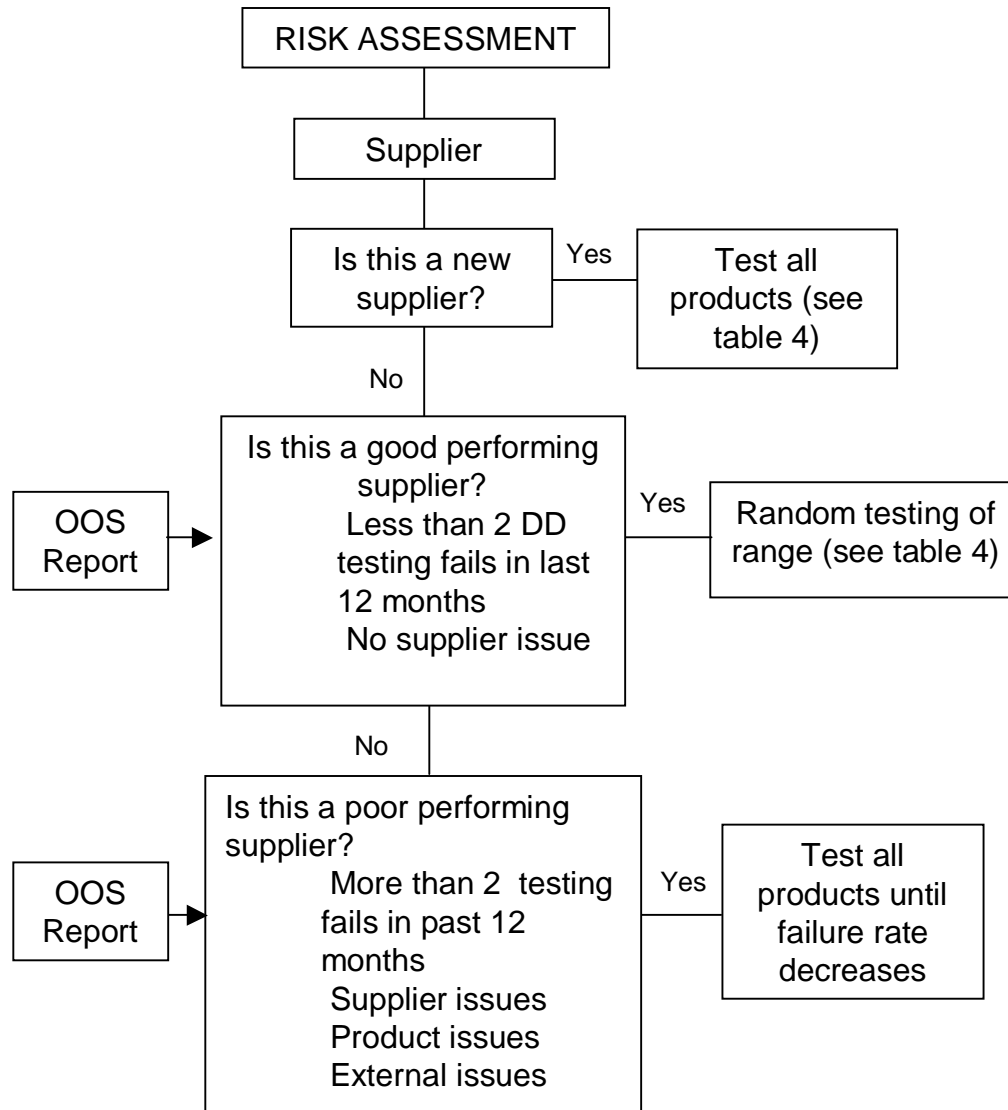 RISK ASSESSMENT
Supplier
Is this a new
supplier?
Yes
Test all
products (see
table 4)
No
Is this a good performing
supplier?
Less than 2 DD
testing fails in last
12 months
No supplier issue
OOS
Report
Yes
Random testing of
range (see table 4)
No
Is this a poor performing
supplier?
More than 2 testing
fails in past 12
months
Supplier issues
Product issues
External issues
OOS
Report
Yes
Test all
products until
failure rate
decreases